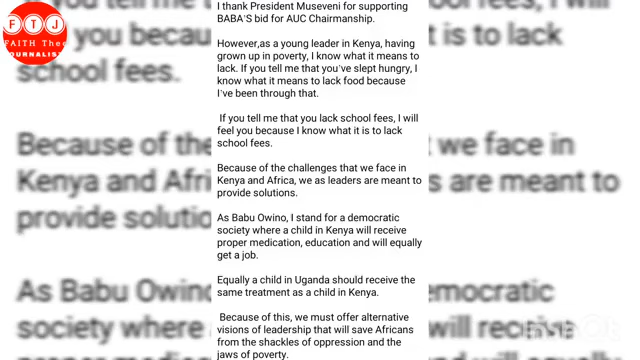 F T J
FAITH Thee
JOURNALIST
I thank President Museveni for supporting
BABA'S bid for AUC Chairmanship.
However,as a young leader in Kenya, having
grown up in poverty, I know what it means to
lack. If you tell me that you've slept hungry, I
know what it means to lack food because
I've been through that.
If you tell me that you lack school fees, I will
feel you because I know what it is to lack
school fees.
Because of the challenges that we face in
Kenya and Africa, we as leaders are meant to
provide solutions.
As Babu Owino, I stand for a democratic
society where a child in Kenya will receive
proper medication, education and will equally
get a job.
Equally a child in Uganda should receive the
same treatment as a child in Kenya.
Because of this, we must offer alternative
visions of leadership that will save Africans
from the shackles of oppression and the
jaws of poverty.